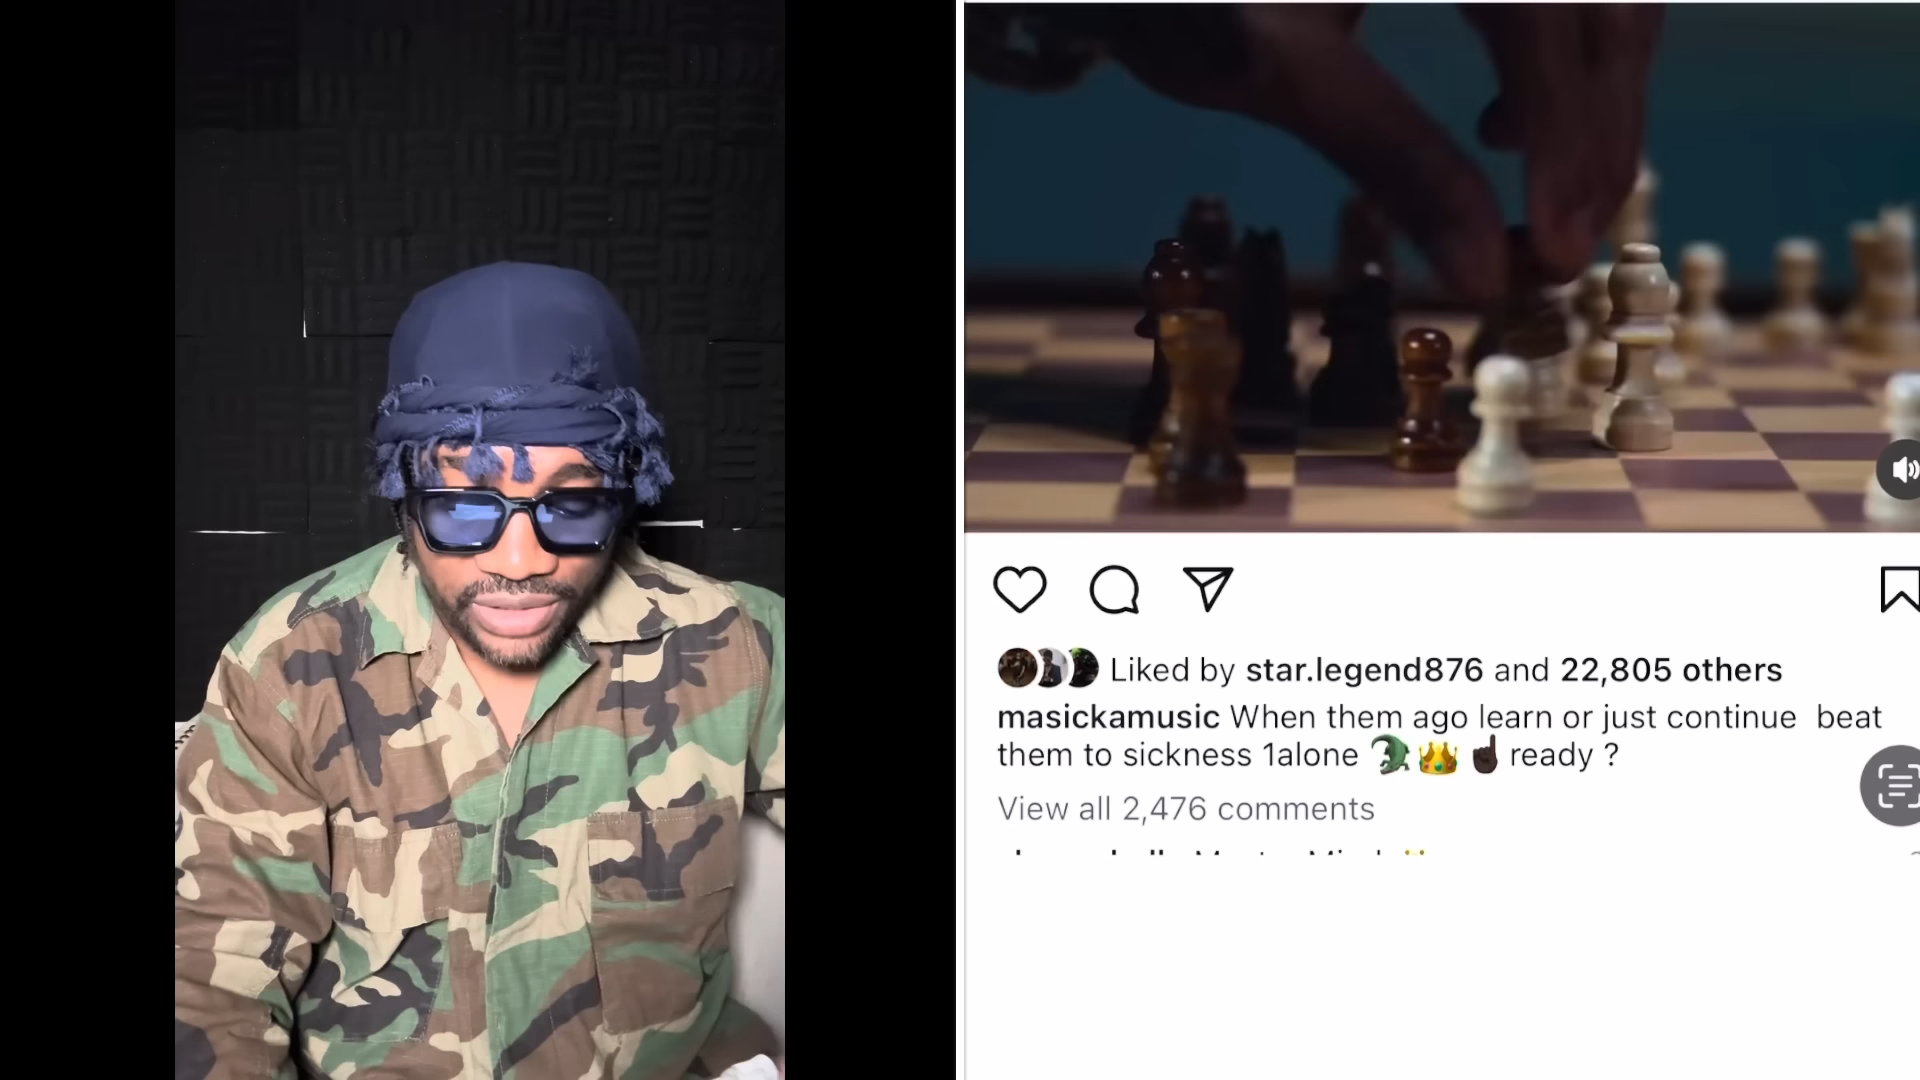 Liked by star.legend876 and 22,805 others
masickamusic When them ago learn or just continue beat
them to sickness 1alone 🐊👑☝🏿 ready ?
View all 2,476 comments